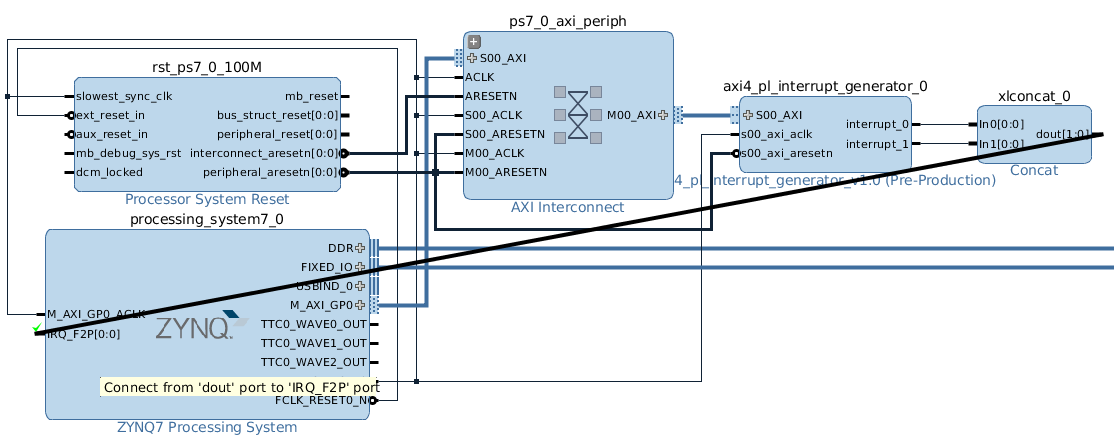 ps7_0_axi_periph
rst_ps7_0_100M
slowest_sync_clk
ext_reset_in
aux_reset_in
mb_debug_sys_rst
dcm_locked
mb_reset
bus_struct_reset[0:0]
peripheral_reset[0:0]
interconnect_aresetn[0:0]
peripheral_aresetn[0:0]
Processor System Reset
S00_AXI
ACLK
ARESETN
S00_ACLK
S00_ARESETN
M00_ACLK
M00_ARESETN
M00_AXI
AXI Interconnect
axi4_pl_interrupt_generator_0
S00_AXI
s00_axi_aclk
s00_axi_aresetn
interrupt_0
interrupt_1
4_pl_interrupt_generator_v1.0 (Pre-Production)
xlconcat_0
In0[0:0]
In1[0:0]
dout[1:0]
Concat
processing_system7_0
M_AXI_GP0_ACLK
IRQ_F2P[0:0]
ZYNQ
DDR
FIXED_IO
USBIND_0
M_AXI_GP0
TTC0_WAVE0_OUT
TTC0_WAVE1_OUT
TTC0_WAVE2_OUT
Connect from 'dout' port to 'IRQ_F2P' port
FCLK_RESET0_N
ZYNQ7 Processing System